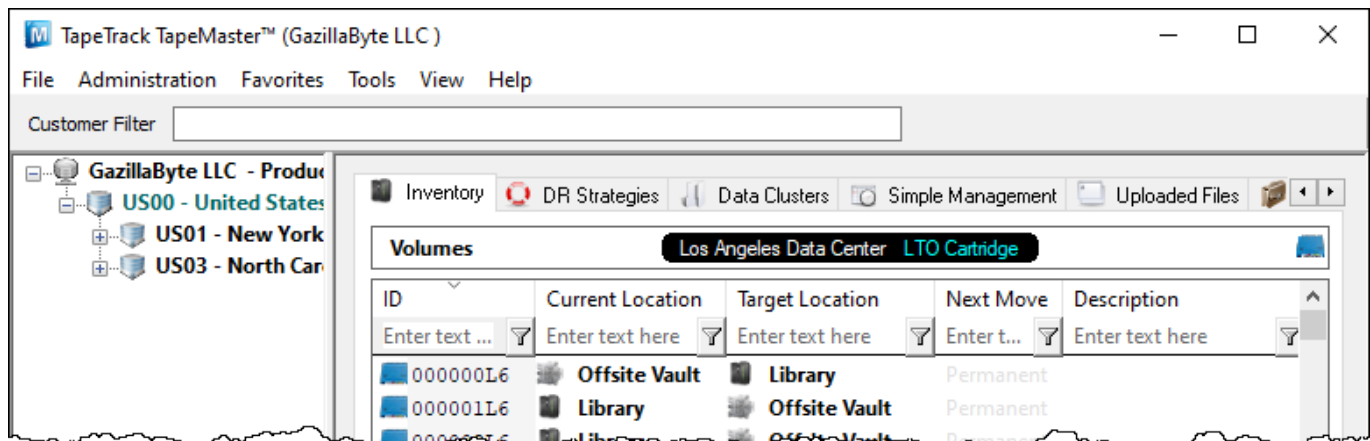 TapeTrack TapeMaster™ (GazillaByte LLC )
File Administration Favorites Tools View Help
Customer Filter
GazillaByte LLC - Produc
US00 - United States
US01 - New York
US03 - North Car
Inventory DR Strategies Data Clusters Simple Management Uploaded Files
Volumes Los Angeles Data Center LTO Cartridge
ID Current Location Target Location Next Move Description
Enter text ... Enter text here Enter text here Enter t... Enter text here
000000L6 Offsite Vault Library Permanent
000001L6 Library Offsite Vault Permanent